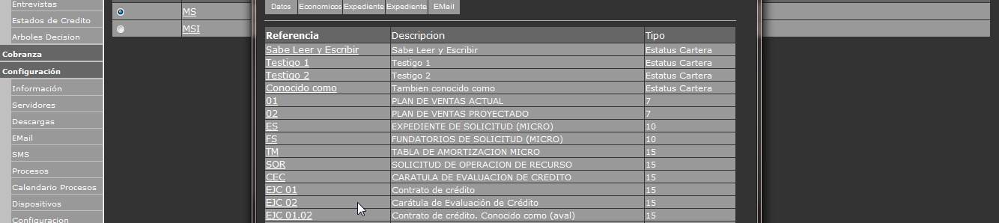 Entrevistas
Estados de Credito
Arboles Decision
Cobranza
Configuración
Información
Servidores
Descargas
EMail
SMS
Procesos
Calendario Procesos
Dispositivos
Configuracion
MS
MSI
Datos Economicos Expediente Expediente EMail
Referencia Descripcion Tipo
Sabe Leer y Escribir Sabe Leer y Escribir Estatus Cartera
Testigo 1 Testigo 1 Estatus Cartera
Testigo 2 Testigo 2 Estatus Cartera
Conocido como Tambien conocido como Estatus Cartera
01 PLAN DE VENTAS ACTUAL 7
02 PLAN DE VENTAS PROYECTADO 7
ES EXPEDIENTE DE SOLICITUD (MICRO) 10
FS FUNDATORIOS DE SOLICITUD (MICRO) 10
TM TABLA DE AMORTIZACION MICRO 15
SOR SOLICITUD DE OPERACION DE RECURSO 15
CEC CARATULA DE EVALUACION DE CREDITO 15
EJC 01 Contrato de crédito 15
EJC 02 Carátula de Evaluación de Crédito 15
EJC 01.02 Contrato de crédito. Conocido como (aval) 15